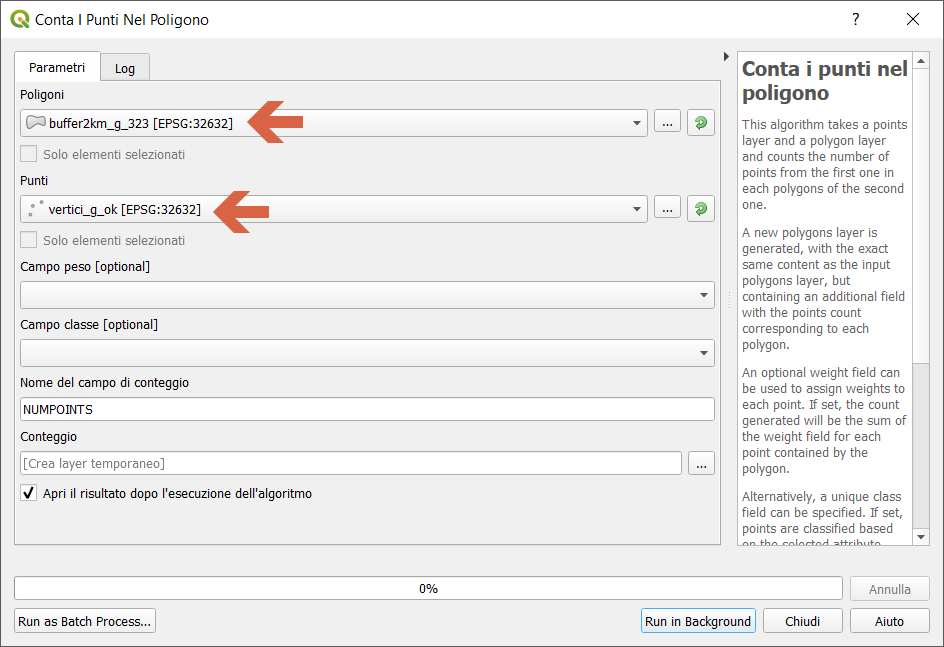 Conta I Punti Nel Poligono
?
Parametri
Log
Poligoni
buffer2km_g_323 [EPSG:32632]
...
Solo elementi selezionati
Punti
vertici_g_ok [EPSG:32632]
...
Solo elementi selezionati
Campo peso [optional]
Campo classe [optional]
Nome del campo di conteggio
NUMPOINTS
Conteggio
[Crea layer temporaneo]
...
Apri il risultato dopo l'esecuzione dell'algoritmo
Conta i punti nel
poligono
This algorithm takes a points
layer and a polygon layer
and counts the number of
points from the first one in
each polygons of the second
one.
A new polygons layer is
generated, with the exact
same content as the input
polygons layer, but
containing an additional field
with the points count
corresponding to each
polygon.
An optional weight field can
be used to assign weights to
each point. If set, the count
generated will be the sum of
the weight field for each
point contained by the
polygon.
Alternatively, a unique class
field can be specified. If set,
points are classified based
on the selected attribute,
0%
Annulla
Run as Batch Process...
Run in Background
Chiudi
Aiuto